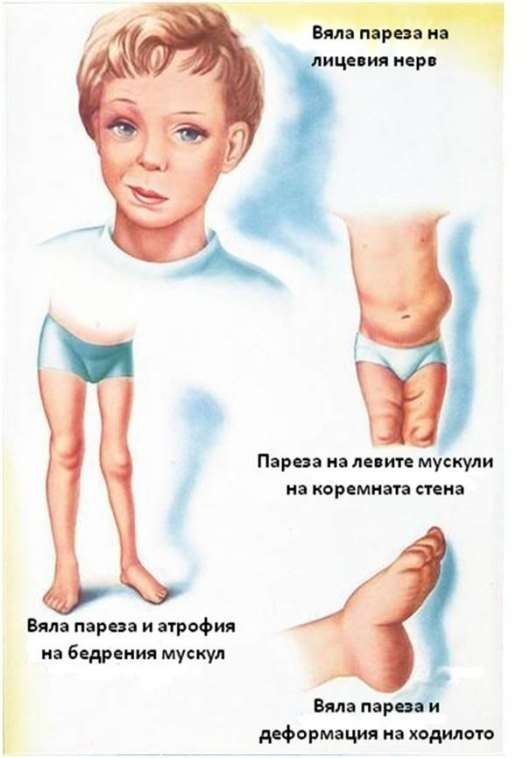 Вяла пареза на
лицевия нерв
Пареза на левите мускули
на коремната стена
Вяла пареза и атрофия
на бедрения мускул
Вяла пареза и
деформация на ходилото